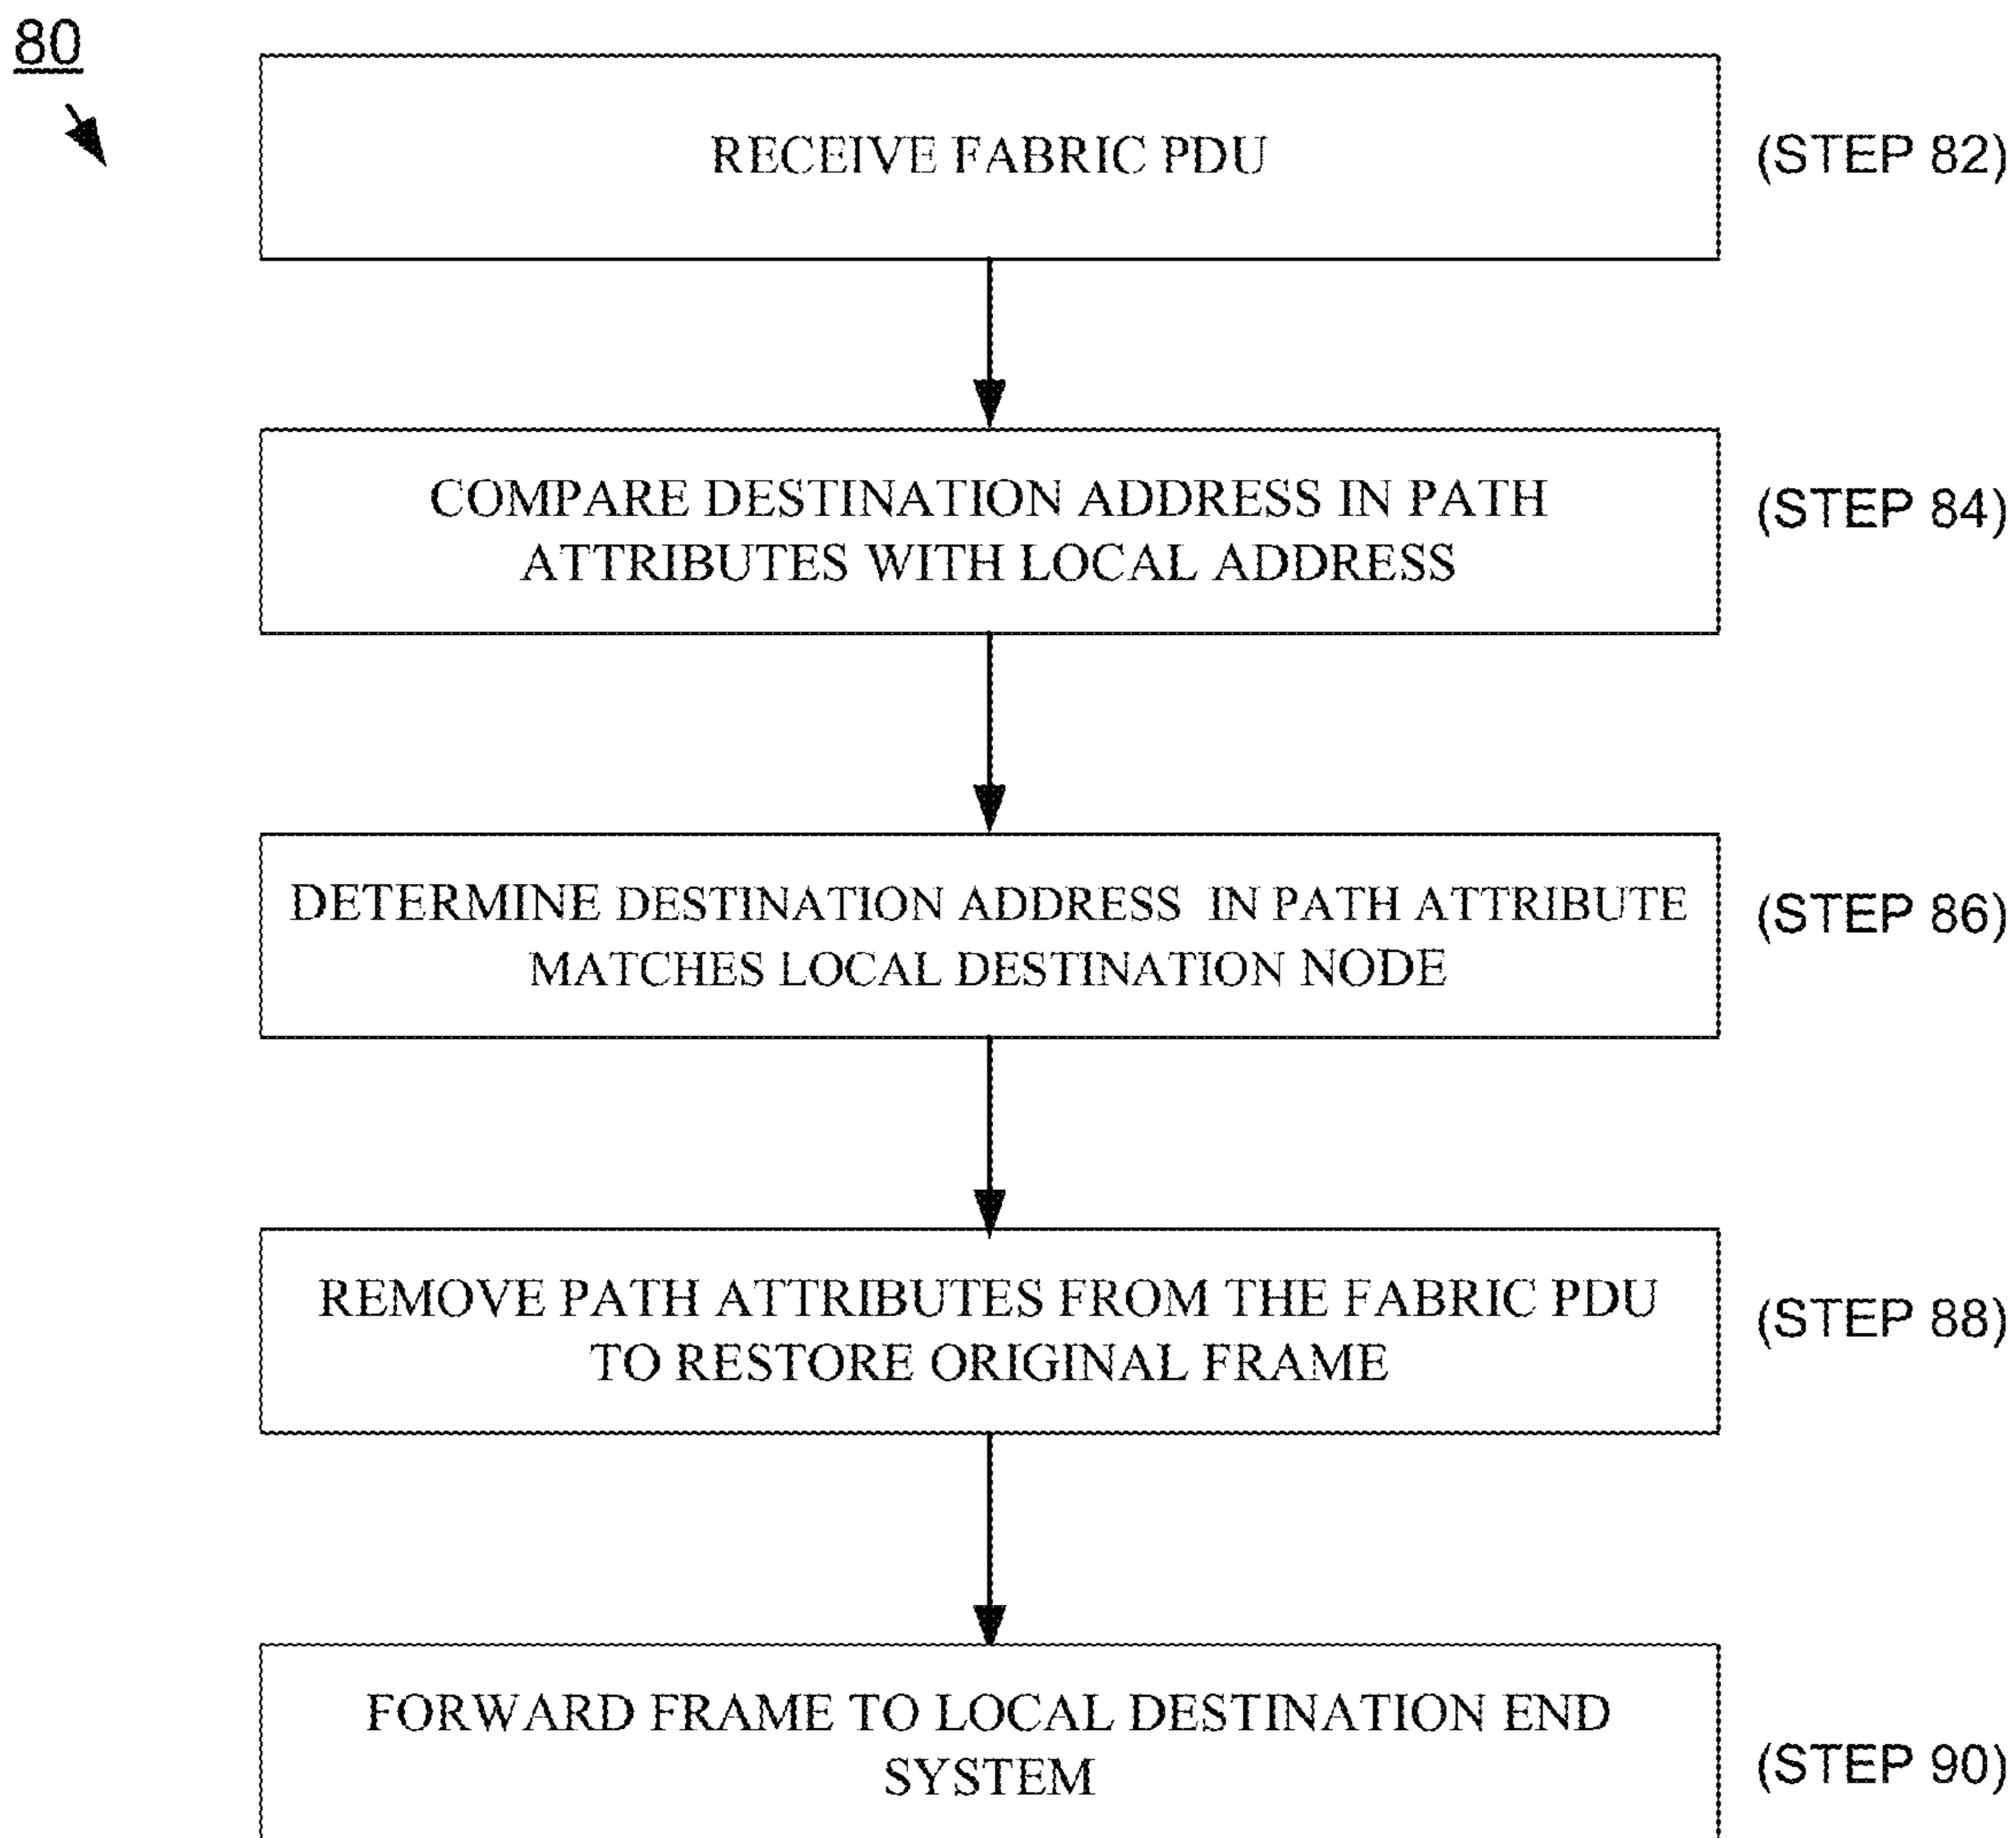 80
RECEIVE FABRIC PDU
(STEP 82)
COMPARE DESTINATION ADDRESS IN PATH
ATTRIBUTES WITH LOCAL ADDRESS
(STEP 84)
DETERMINE DESTINATION ADDRESS IN PATH ATTRIBUTE
MATCHES LOCAL DESTINATION NODE
(STEP 86)
REMOVE PATH ATTRIBUTES FROM THE FABRIC PDU
TO RESTORE ORIGINAL FRAME
(STEP 88)
FORWARD FRAME TO LOCAL DESTINATION END
SYSTEM
(STEP 90)